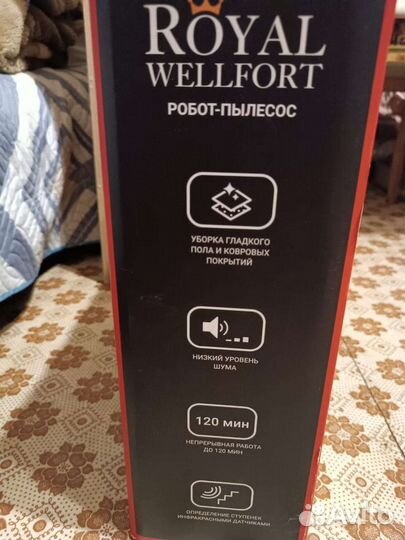 ROYAL
WELLFORT
РОБОТ-ПЫЛЕСОС
УБОРКА ГЛАДКОГО
ПОЛА И КОВРОВЫХ
ПОКРЫТИЙ
НИЗКИЙ УРОВЕНЬ
ШУМА
120 МИН
НЕПРЕРЫВНАЯ РАБОТА
ДО 120 МИН
ОПРЕДЕЛЕНИЕ СТУПЕНЕК
ИНФРАКРАСНЫМИ ДАТЧИКАМИ
Avito